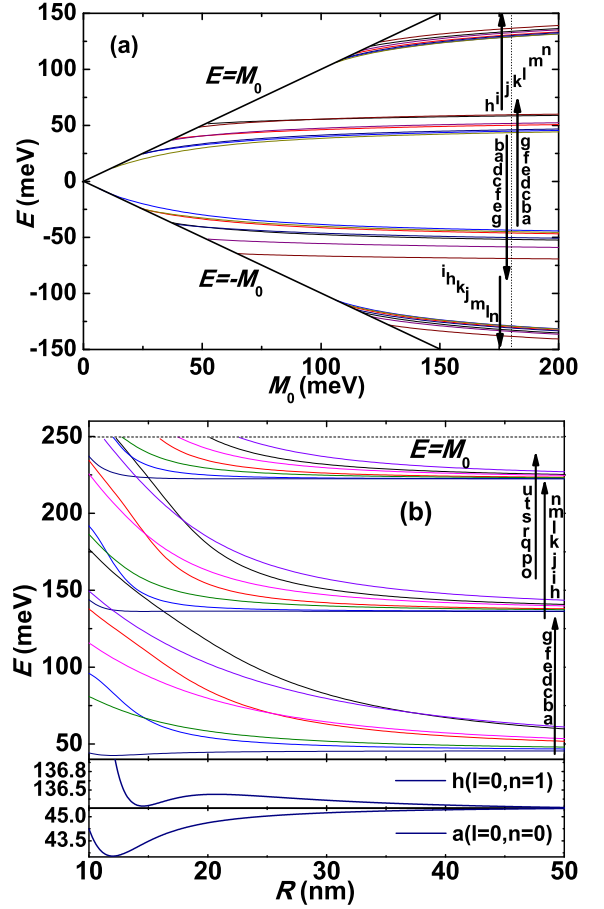 (a)
150
100
50
0
-50
-100
-150
E (meV)
E=M0
E=-M0
h i j k l m n
b a d c f e g
g f e d c b a
i h k j m l n
0 50 100 150 200
M0 (meV)
(b)
250
200
150
100
50
E (meV)
E=M0
u t s r q p o
n m l k j i h
g f e d c b a
136.8
136.5
h(l=0,n=1)
45.0
43.5
a(l=0,n=0)
10 20 30 40 50
R (nm)